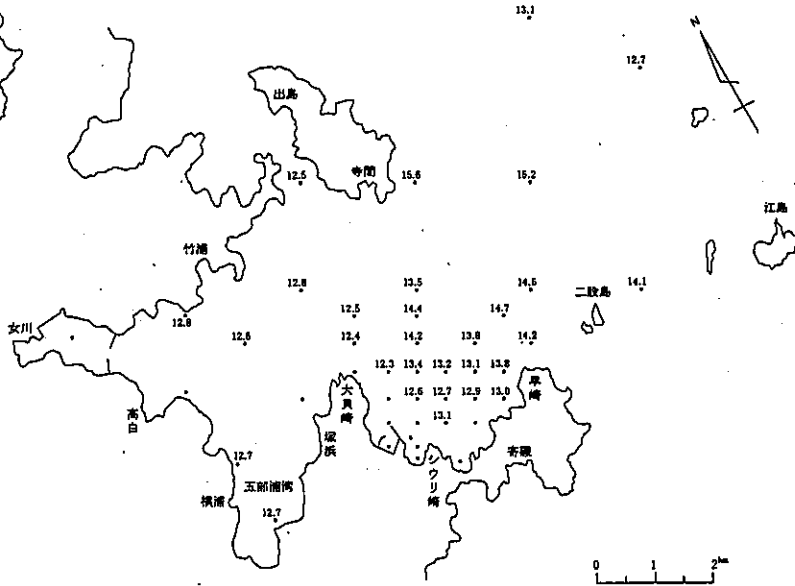 13.1
12.7
N
出島
寺間
12.5
15.6
15.2
江島
竹浦
12.8
13.5
14.5
14.1
二股島
12.8
12.5
14.4
14.7
女川
12.6
12.4
14.2
13.8
14.2
12.3
13.4
13.2
13.1
13.8
早崎
大貝崎
12.6
12.7
12.9
13.0
高白
塚浜
13.1
寄磯
シウリ崎
12.7
横浦
五部浦湾
12.7
0 1 2km